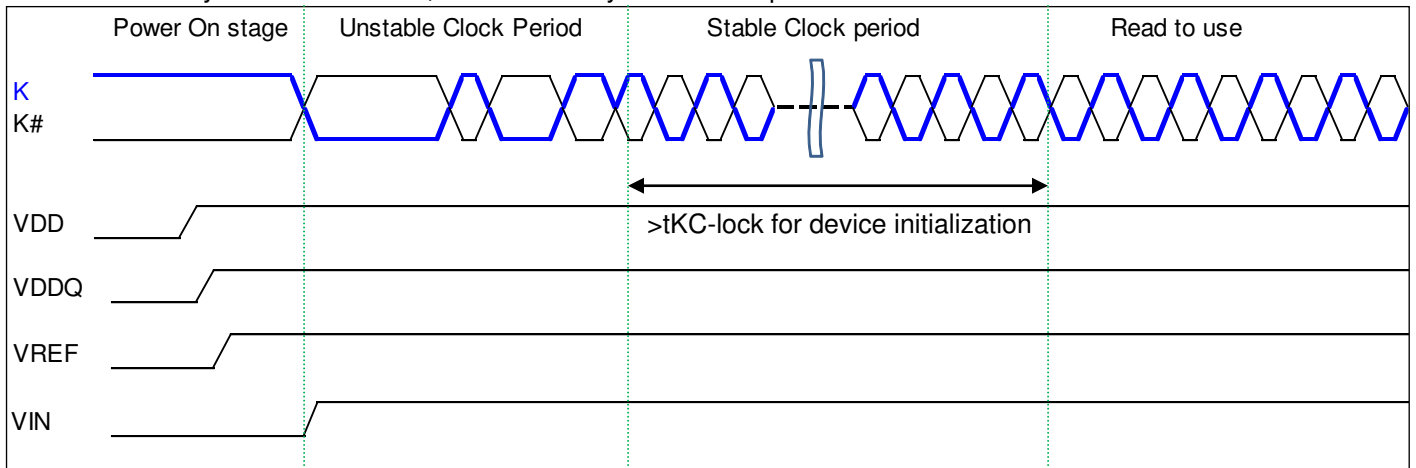 Power On stage Unstable Clock Period Stable Clock period Read to use
K
K#
>tKC-lock for device initialization
VDD
VDDQ
VREF
VIN